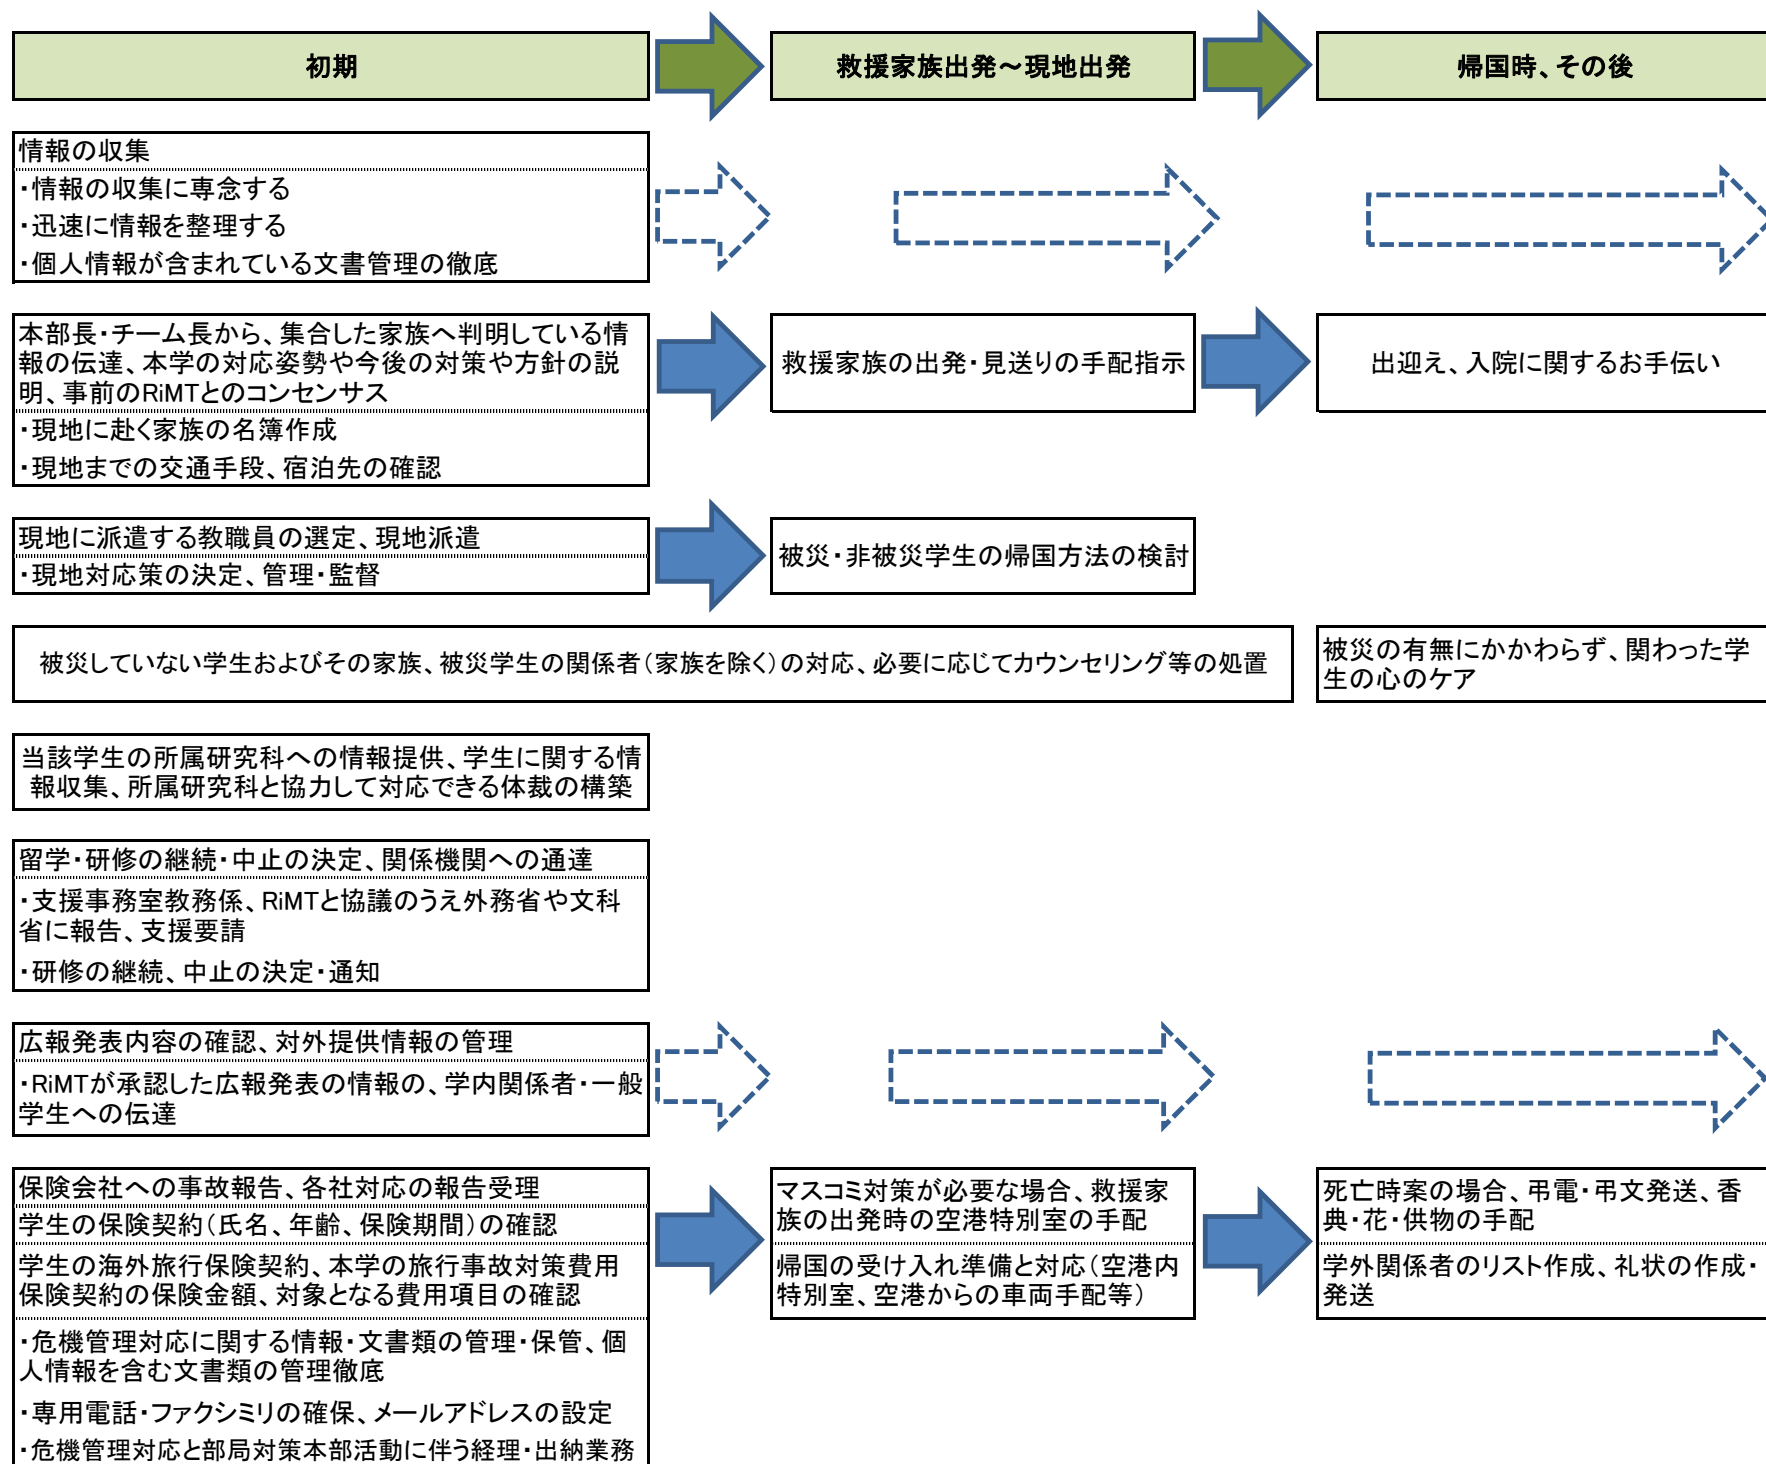 初期
救援家族出発～現地出発
帰国時、その後
情報の収集
・情報の収集に専念する
・迅速に情報を整理する
・個人情報が含まれている文書管理の徹底
本部長・チーム長から、集合した家族へ判明している情
報の伝達、本学の対応姿勢や今後の対策や方針の説
明、事前のRiMTとのコンセンサス
・現地に赴く家族の名簿作成
・現地までの交通手段、宿泊先の確認
救援家族の出発・見送りの手配指示
出迎え、入院に関するお手伝い
現地に派遣する教職員の選定、現地派遣
・現地対応策の決定、管理・監督
被災・非被災学生の帰国方法の検討
被災していない学生およびその家族、被災学生の関係者（家族を除く）の対応、必要に応じてカウンセリング等の処置
被災の有無にかかわらず、関わった学
生の心のケア
当該学生の所属研究科への情報提供、学生に関する情
報収集、所属研究科と協力して対応できる体裁の構築
留学・研修の継続・中止の決定、関係機関への通達
・支援事務室教務係、RiMTと協議のうえ外務省や文科
省に報告、支援要請
・研修の継続、中止の決定・通知
広報発表内容の確認、対外提供情報の管理
・RiMTが承認した広報発表の情報の、学内関係者・一般
学生への伝達
保険会社への事故報告、各社対応の報告受理
学生の保険契約（氏名、年齢、保険期間）の確認
学生の海外旅行保険契約、本学の旅行事故対策費用
保険契約の保険金額、対象となる費用項目の確認
・危機管理対応に関する情報・文書類の管理・保管、個
人情報を含む文書類の管理徹底
・専用電話・ファクシミリの確保、メールアドレスの設定
・危機管理対応と部局対策本部活動に伴う経理・出納業務
マスコミ対策が必要な場合、救援家
族の出発時の空港特別室の手配
帰国の受け入れ準備と対応（空港内
特別室、空港からの車両手配等）
死亡時案の場合、弔電・弔文発送、香
典・花・供物の手配
学外関係者のリスト作成、礼状の作成・
発送